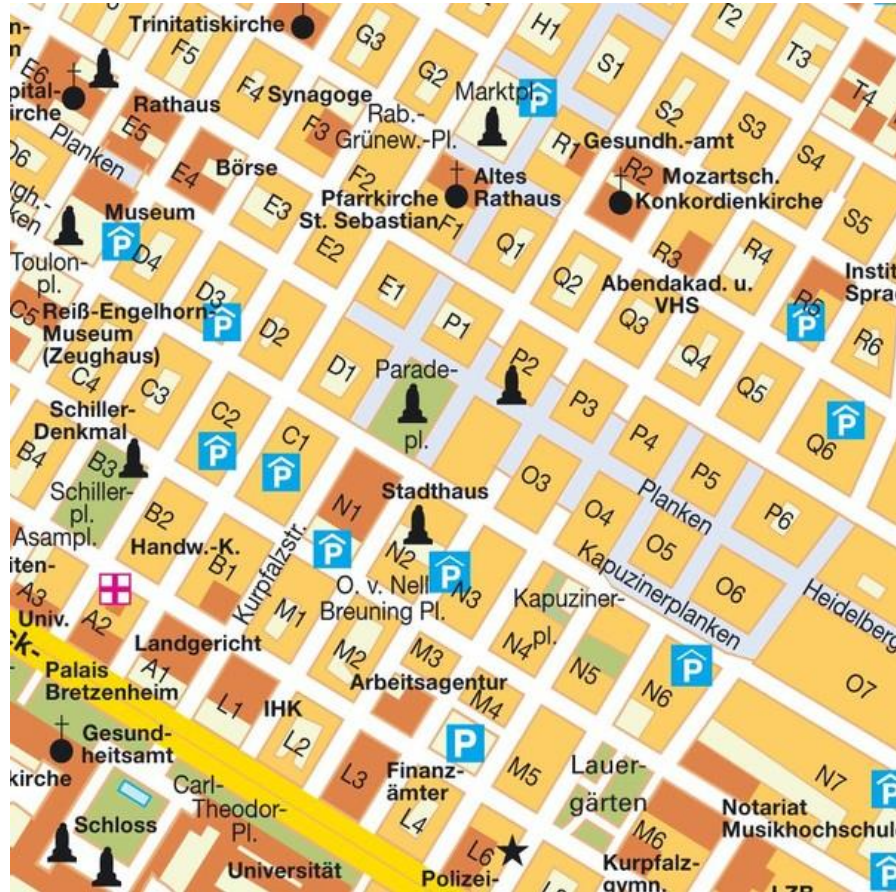 Trinitatiskirche
G3
H1
T2
F5
G2
S1
T3
E6
F4
Synagoge
Marktpl.
P
S2
T4
pital-
kirche
Rathaus
E5
F3
Rab.-
Grünew.-Pl.
R1
Gesundh.-amt
S3
Planken
E4
Börse
F2
Pfarrkirche
St. Sebastian
F1
Altes
Rathaus
R2
Mozartsch.
Konkordienkirche
S4
Museum
P
D4
E3
E2
Q1
R3
R4
S5
Toulon-
pl.
D3
P
E1
Q2
Abendakad. u.
VHS
R5
P
Instit
Sprac
C5
Reiß-Engelhorn-
Museum
(Zeughaus)
D2
P1
Q3
R6
C4
C3
D1
Parade-
pl.
P2
Q4
Schiller-
Denkmal
C2
P
C1
P
P3
Q5
Q6
P
B4
B3
Schiller-
pl.
N1
Stadthaus
O3
P4
P5
Asampl.
B2
Handw.-K.
B1
Kurpfalzstr.
P
N2
P
O4
Planken
P6
iten-
A3
Univ.
A2
M1
O. v. Nell
Breuning Pl.
N3
Kapuziner-
pl.
O5
Kapuzinerplanken
O6
Heidelberg
ck-
Landgericht
A1
M2
M3
N4
N5
P
N6
O7
Palais
Bretzenheim
L1
IHK
Arbeitsagentur
M4
Gesund-
heitsamt
kirche
L2
L3
P
Finanz-
ämter
M5
Lauer-
gärten
N7
P
Carl-
Theodor-
Pl.
L4
Notariat
Musikhochschule
Schloss
Universität
L6
Polizei-
M6
Kurpfalz-
gymn.
P
LZB